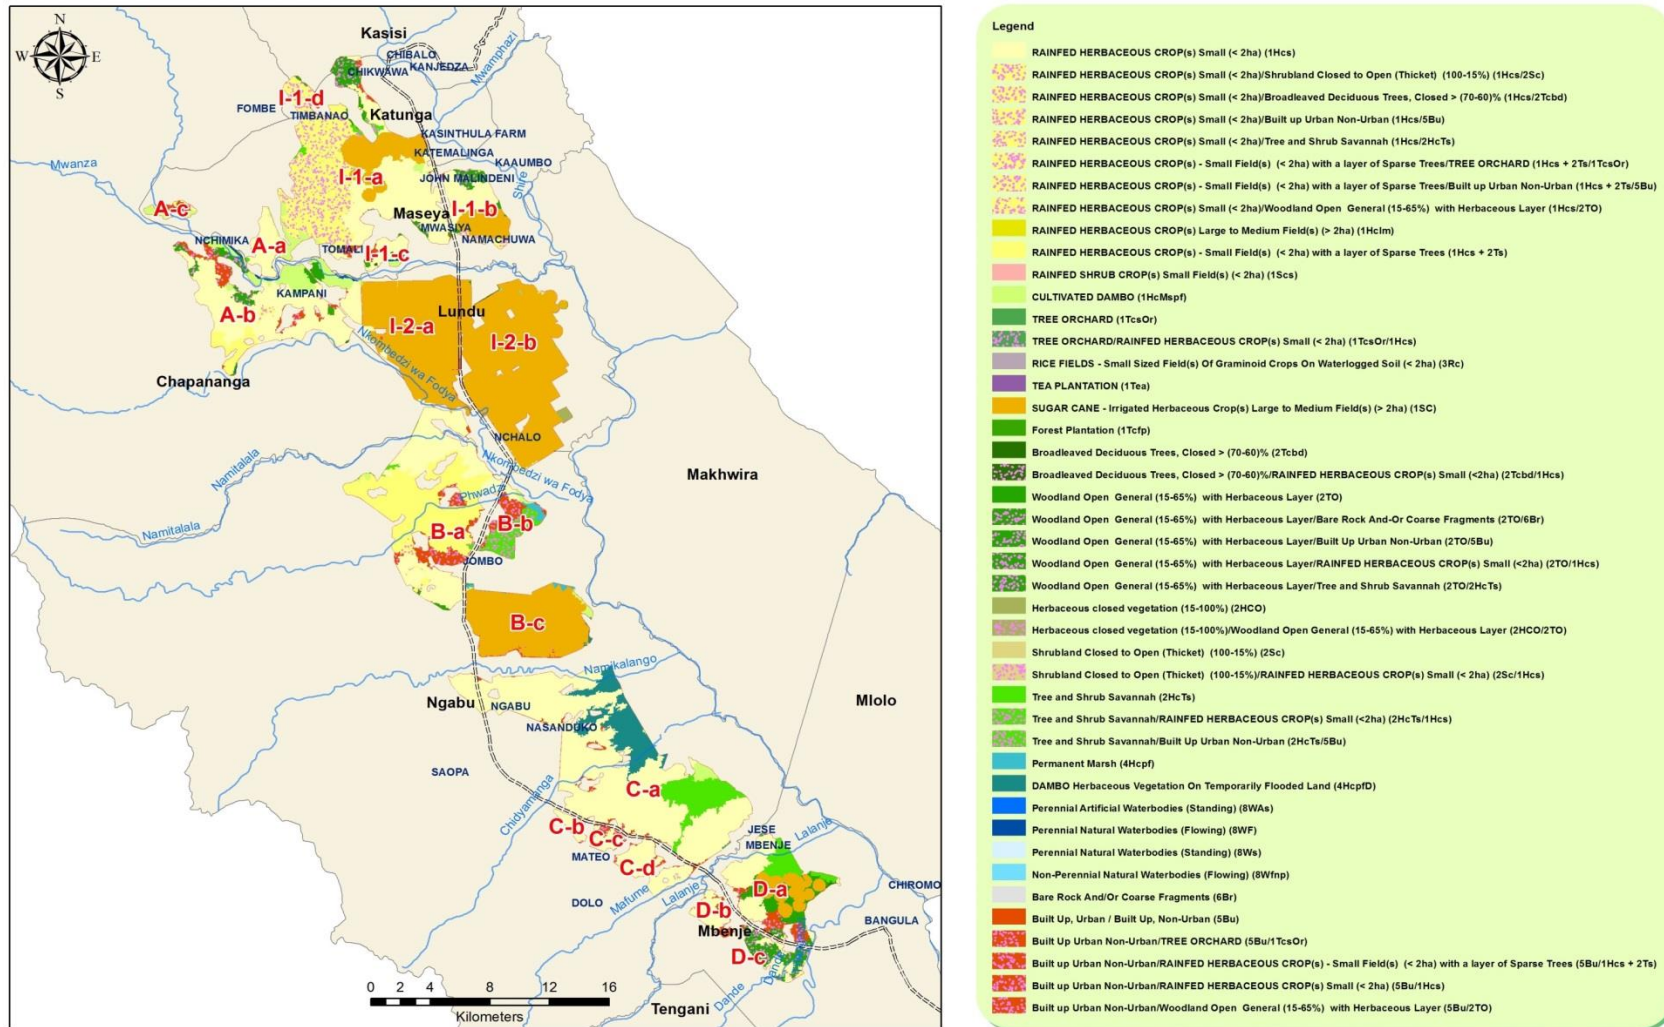 N
W
E
S
Kasisi
CHIBALO
KANJEDZA
CHIKWAWA
Mwamphazi
I-1-d
FOMBE
TIMBANAO
Katunga
KASINTHULA FARM
KATEMALINGA
KAAUMBO
Mwanza
I-1-a
JOHN MALINDENI
Shire
A-c
Maseya
I-1-b
MWASIYA
NCHIMIKA
A-a
TOMALI
I-1-c
NAMACHUWA
KAMPANI
A-b
Lundu
I-2-a
I-2-b
Nkombedzi wa Fodya
Chapananga
NCHALO
Namitalala
Nkombedzi wa Fodya
Makhwira
Phwadzi
Namitalala
B-a
B-b
JOMBO
B-c
Namikalango
Ngabu
NGABU
Mlolo
NASANDUKO
SAOPA
C-a
Chidyamanga
C-b
C-c
JESE
Lalanje
MBENJE
MATEO
C-d
D-a
CHIROMO
DOLO
Mafume
Lalanje
D-b
BANGULA
Mbenje
D-c
Dande
Dande
Tengani
0 2 4 8 12 16
Kilometers
Legend
RAINFED HERBACEOUS CROP(s) Small (< 2ha) (1Hcs)
RAINFED HERBACEOUS CROP(s) Small (< 2ha)/Shrubland Closed to Open (Thicket) (100-15%) (1Hcs/2Sc)
RAINFED HERBACEOUS CROP(s) Small (< 2ha)/Broadleaved Deciduous Trees, Closed > (70-60)% (1Hcs/2Tcbd)
RAINFED HERBACEOUS CROP(s) Small (< 2ha)/Built up Urban Non-Urban (1Hcs/5Bu)
RAINFED HERBACEOUS CROP(s) Small (< 2ha)/Tree and Shrub Savannah (1Hcs/2HcTs)
RAINFED HERBACEOUS CROP(s) - Small Field(s) (< 2ha) with a layer of Sparse Trees/TREE ORCHARD (1Hcs + 2Ts/1TcsOr)
RAINFED HERBACEOUS CROP(s) - Small Field(s) (< 2ha) with a layer of Sparse Trees/Built up Urban Non-Urban (1Hcs + 2Ts/5Bu)
RAINFED HERBACEOUS CROP(s) Small (< 2ha)/Woodland Open General (15-65%) with Herbaceous Layer (1Hcs/2TO)
RAINFED HERBACEOUS CROP(s) Large to Medium Field(s) (> 2ha) (1Hclm)
RAINFED HERBACEOUS CROP(s) - Small Field(s) (< 2ha) with a layer of Sparse Trees (1Hcs + 2Ts)
RAINFED SHRUB CROP(s) Small Field(s) (< 2ha) (1Scs)
CULTIVATED DAMBO (1HcMspf)
TREE ORCHARD (1TcsOr)
TREE ORCHARD/RAINFED HERBACEOUS CROP(s) Small (< 2ha) (1TcsOr/1Hcs)
RICE FIELDS - Small Sized Field(s) Of Graminoid Crops On Waterlogged Soil (< 2ha) (3Rc)
TEA PLANTATION (1Tea)
SUGAR CANE - Irrigated Herbaceous Crop(s) Large to Medium Field(s) (> 2ha) (1SC)
Forest Plantation (1Tcfp)
Broadleaved Deciduous Trees, Closed > (70-60)% (2Tcbd)
Broadleaved Deciduous Trees, Closed > (70-60)%/RAINFED HERBACEOUS CROP(s) Small (<2ha) (2Tcbd/1Hcs)
Woodland Open General (15-65%) with Herbaceous Layer (2TO)
Woodland Open General (15-65%) with Herbaceous Layer/Bare Rock And-Or Coarse Fragments (2TO/6Br)
Woodland Open General (15-65%) with Herbaceous Layer/Built Up Urban Non-Urban (2TO/5Bu)
Woodland Open General (15-65%) with Herbaceous Layer/RAINFED HERBACEOUS CROP(s) Small (<2ha) (2TO/1Hcs)
Woodland Open General (15-65%) with Herbaceous Layer/Tree and Shrub Savannah (2TO/2HcTs)
Herbaceous closed vegetation (15-100%) (2HCO)
Herbaceous closed vegetation (15-100%)/Woodland Open General (15-65%) with Herbaceous Layer (2HCO/2TO)
Shrubland Closed to Open (Thicket) (100-15%) (2Sc)
Shrubland Closed to Open (Thicket) (100-15%)/RAINFED HERBACEOUS CROP(s) Small (< 2ha) (2Sc/1Hcs)
Tree and Shrub Savannah (2HcTs)
Tree and Shrub Savannah/RAINFED HERBACEOUS CROP(s) Small (<2ha) (2HcTs/1Hcs)
Tree and Shrub Savannah/Built Up Urban Non-Urban (2HcTs/5Bu)
Permanent Marsh (4Hcpf)
DAMBO Herbaceous Vegetation On Temporarily Flooded Land (4HcpfD)
Perennial Artificial Waterbodies (Standing) (8WAs)
Perennial Natural Waterbodies (Flowing) (8WF)
Perennial Natural Waterbodies (Standing) (8Ws)
Non-Perennial Natural Waterbodies (Flowing) (8Wfnp)
Bare Rock And/Or Coarse Fragments (6Br)
Built Up, Urban / Built Up, Non-Urban (5Bu)
Built Up Urban Non-Urban/TREE ORCHARD (5Bu/1TcsOr)
Built up Urban Non-Urban/RAINFED HERBACEOUS CROP(s) - Small Field(s) (< 2ha) with a layer of Sparse Trees (5Bu/1Hcs + 2Ts)
Built up Urban Non-Urban/RAINFED HERBACEOUS CROP(s) Small (< 2ha) (5Bu/1Hcs)
Built up Urban Non-Urban/Woodland Open General (15-65%) with Herbaceous Layer (5Bu/2TO)